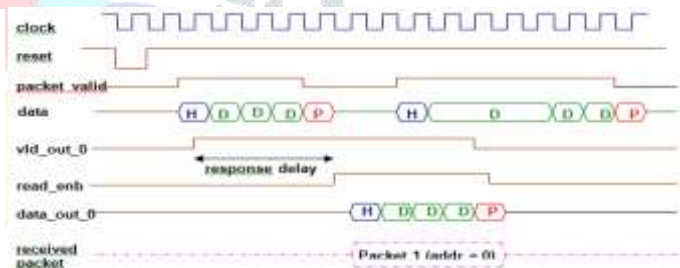 clock
reset
packet_valid
data H D D D P H D D D P
vld_out_0
response delay
read_enb
data_out_0 H D D D P
received
packet
Packet 1 (addr = 0)